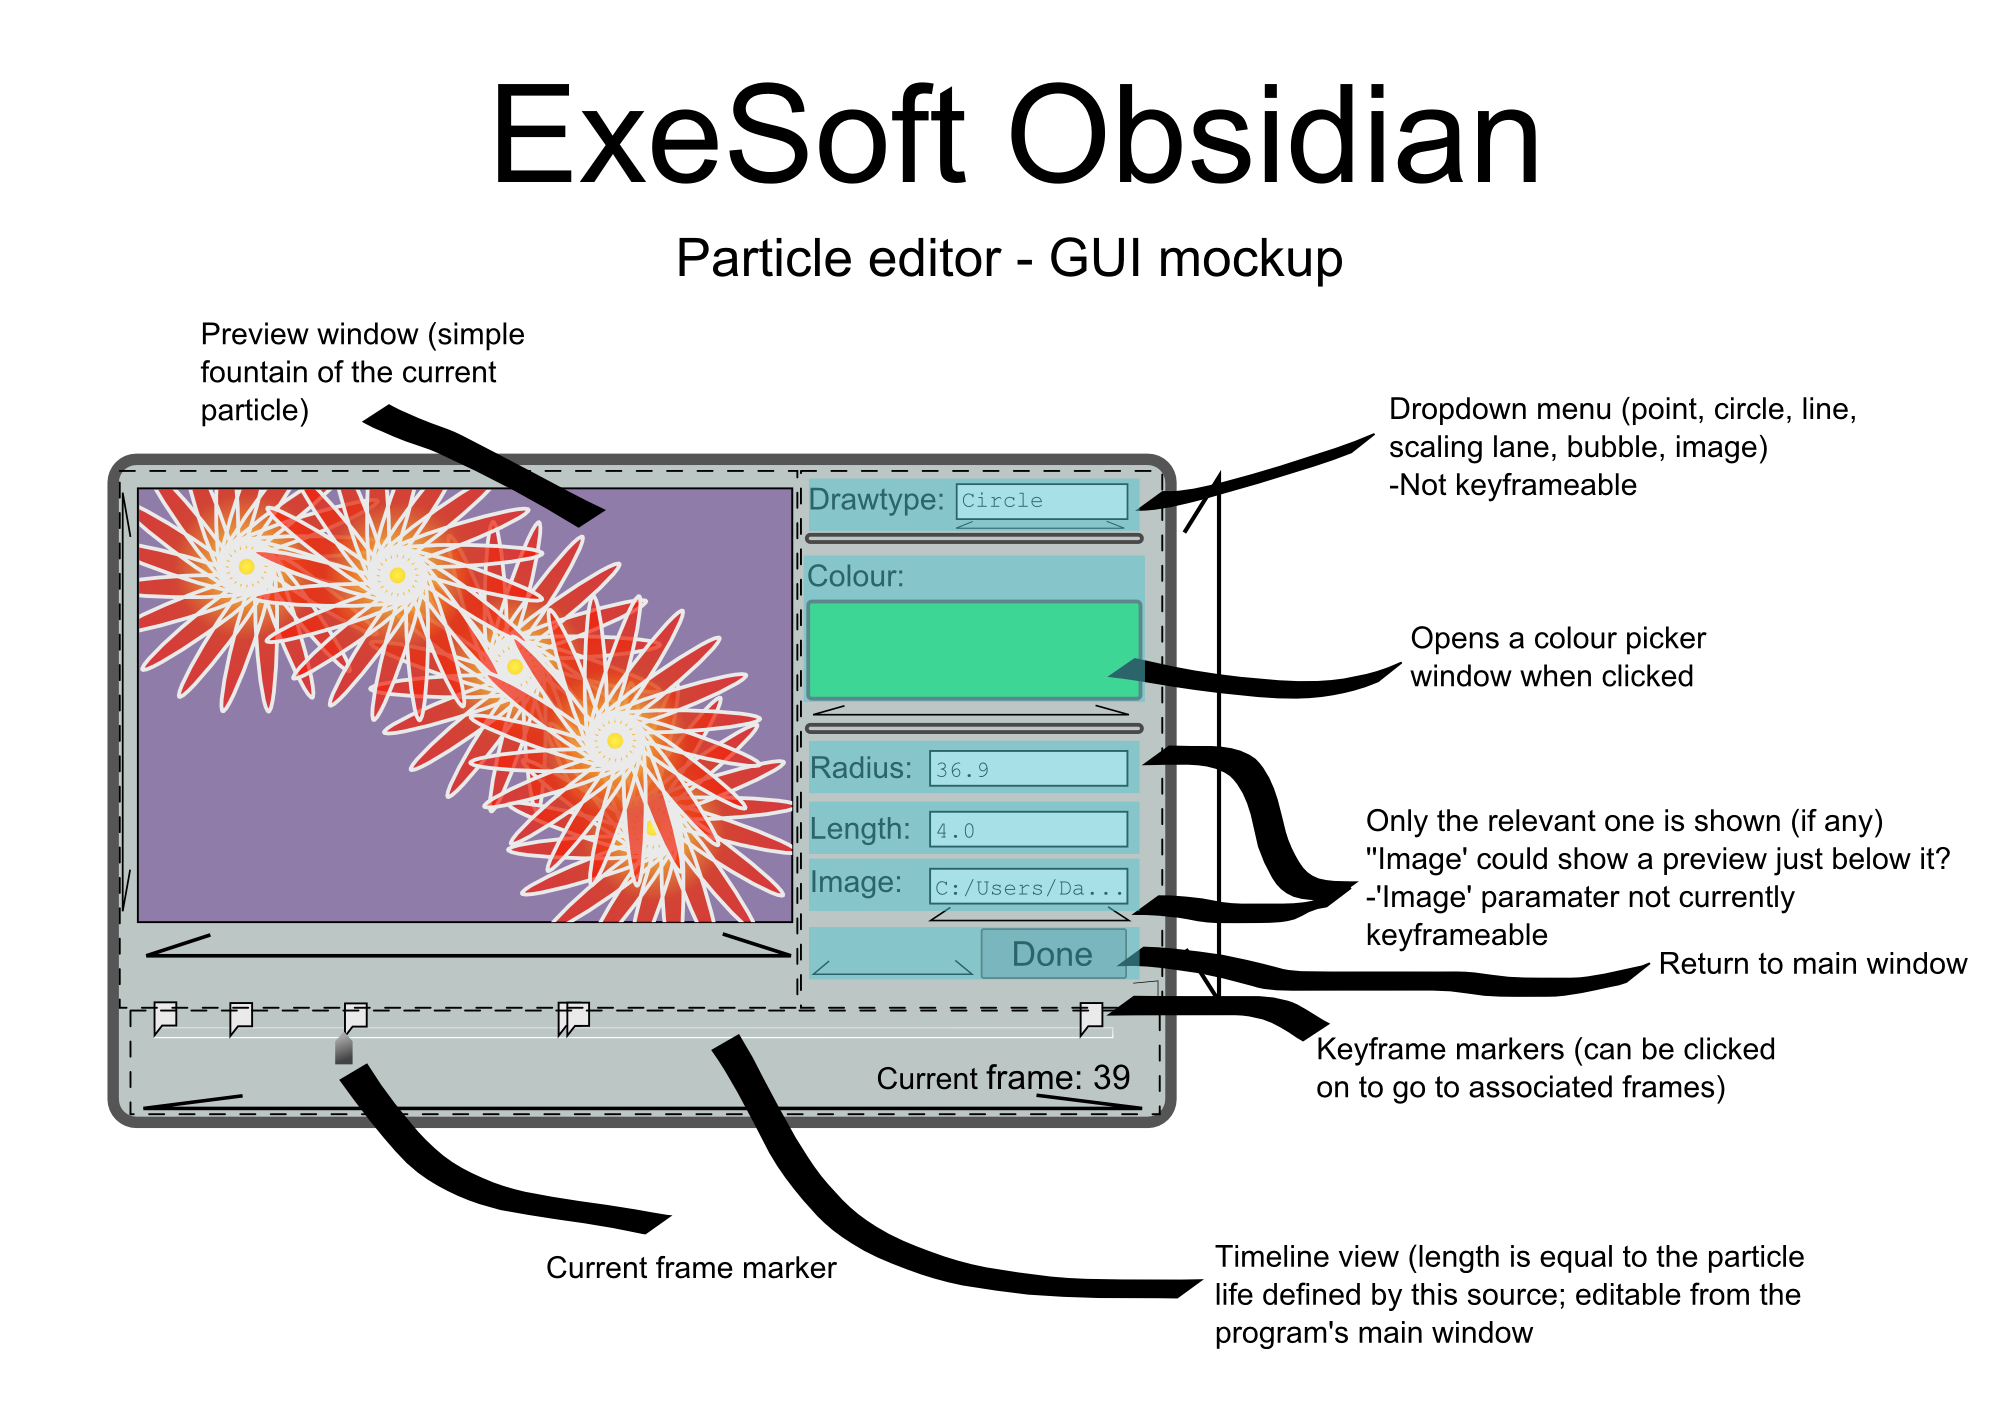 ExeSoft Obsidian
Particle editor - GUI mockup
Preview window (simple
fountain of the current
particle)
Dropdown menu (point, circle, line,
scaling lane, bubble, image)
-Not keyframeable
Drawtype: Circle
Colour:
Opens a colour picker
window when clicked
Radius: 36.9
Length: 4.0
Image: C:/Users/Da...
Only the relevant one is shown (if any)
"Image' could show a preview just below it?
-'Image' paramater not currently
keyframeable
Done
Return to main window
Keyframe markers (can be clicked
on to go to associated frames)
Current frame: 39
Current frame marker
Timeline view (length is equal to the particle
life defined by this source; editable from the
program's main window